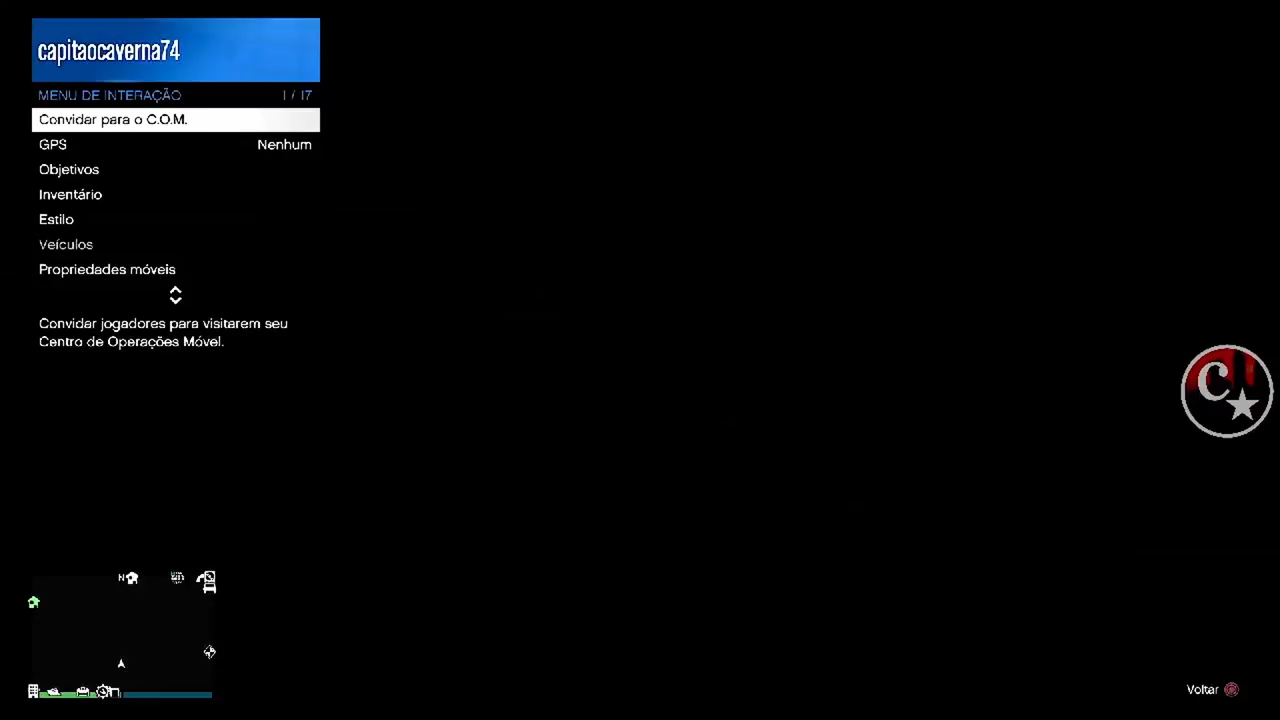 capitaocaverna74
MENU DE INTERAÇÃO 1 / 17
Convidar para o C.O.M.
GPS Nenhum
Objetivos
Inventário
Estilo
Veículos
Propriedades móveis
Convidar jogadores para visitarem seu
Centro de Operações Móvel.
C
N
Voltar